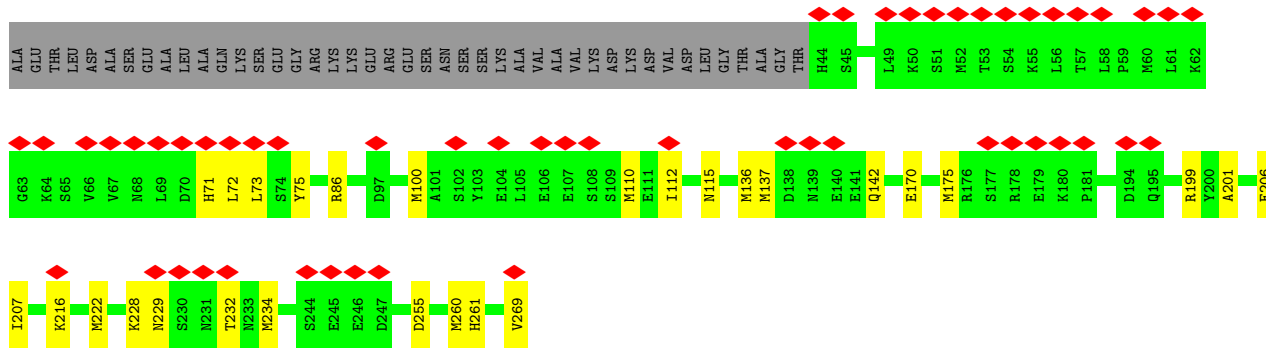 ALA GLU THR LEU ASP ALA SER GLU ALA LEU ALA GLN LYS SER GLU GLY ARG LYS LYS GLU ARG GLU SER ASN SER SER LYS ALA VAL ALA VAL LYS ASP LYS ASP VAL ASP LEU GLY THR ALA GLY THR H44 S45 L49 K50 S51 M52 T53 S54 K55 L56 T57 L58 P59 M60 L61 K62
G63 K64 S65 V66 V67 N68 L69 D70 H71 L72 L73 S74 Y75 R86 D97 M100 A101 S102 Y103 E104 L105 E106 E107 S108 S109 M110 E111 I112 N115 M136 M137 D138 N139 E140 E141 Q142 E170 M175 R176 S177 R178 E179 K180 P181 D194 Q195 R199 Y200 A201
I207 K216 M222 K228 N229 S230 N231 T232 N233 M234 S244 E245 E246 D247 D255 M260 H261 V269